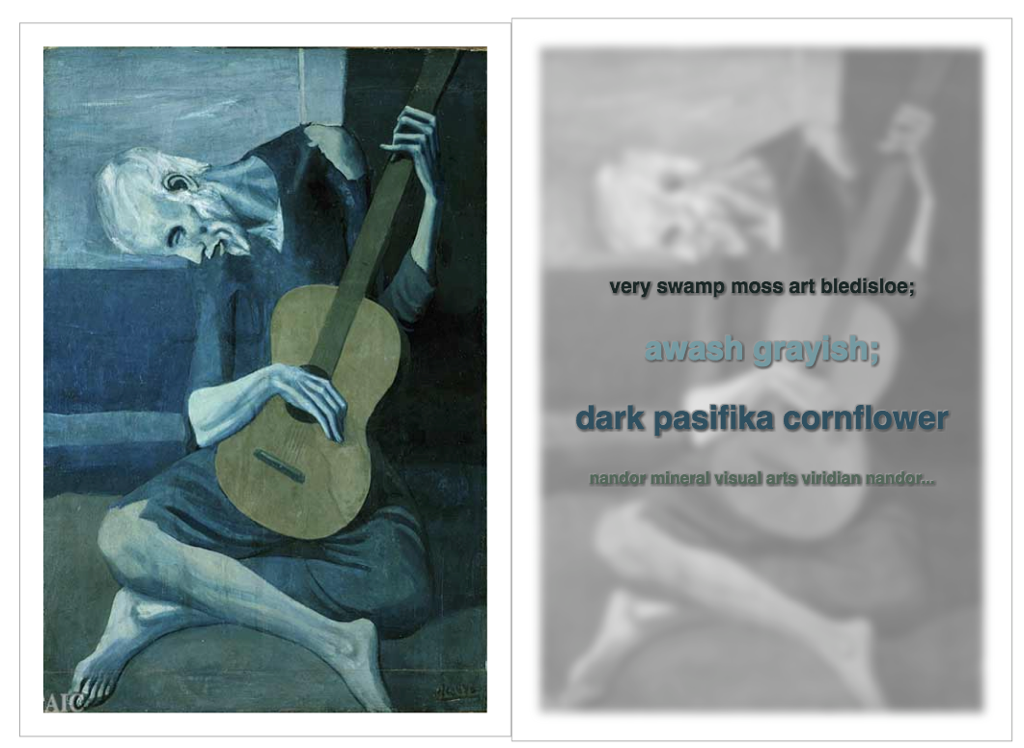 AIC
very swamp moss art bledisloe;
awash grayish;
dark pasifika cornflower
nandor mineral visual arts viridian nandor...